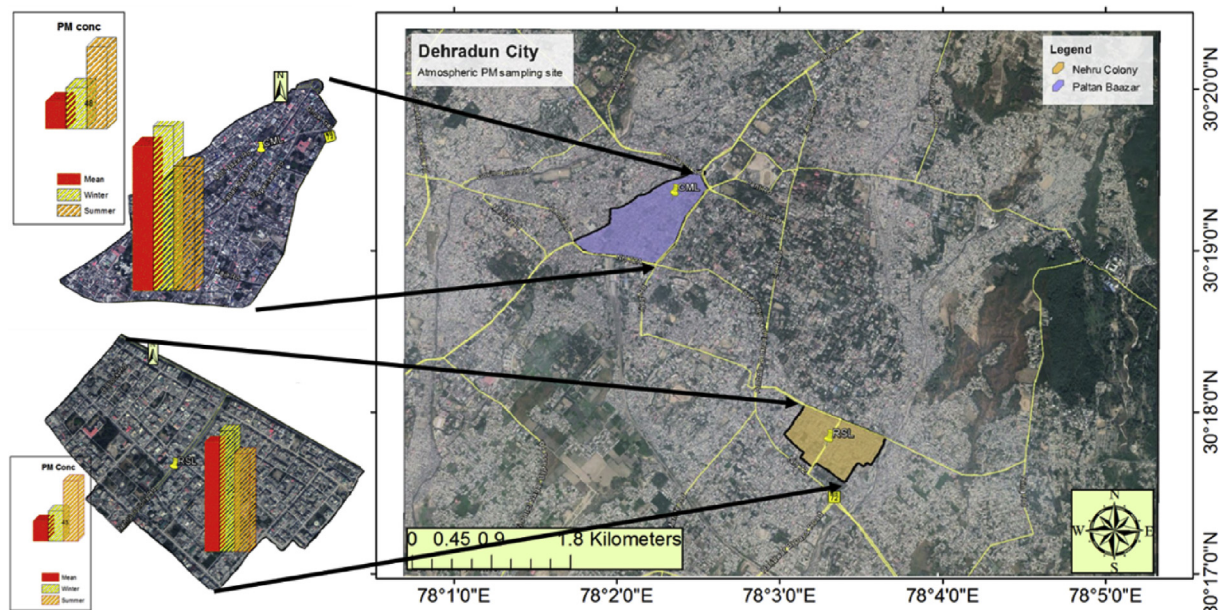 PM conc
48
Mean
Winter
Summer
N
CML
72
Dehradun City
Atmospheric PM sampling site
Legend
Nehru Colony
Paltan Baazar
CML
RSL
72
0 0.45 0.9 1.8 Kilometers
N
W E
S
PM Conc
45
Mean
Winter
Summer
RSL
78°1'0"E 78°2'0"E 78°3'0"E 78°4'0"E 78°5'0"E
30°20'0"N
30°19'0"N
30°18'0"N
30°17'0"N